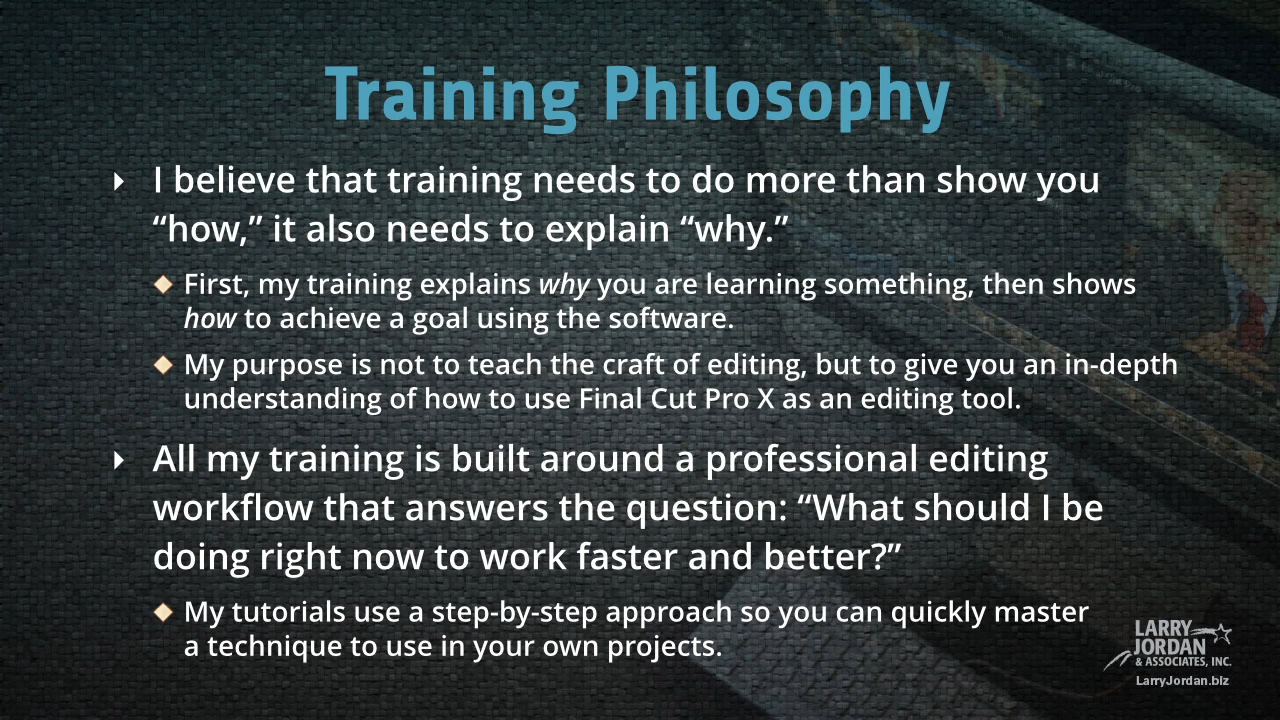 Training Philosophy
I believe that training needs to do more than show you
“how,” it also needs to explain “why.”
First, my training explains why you are learning something, then shows
how to achieve a goal using the software.
My purpose is not to teach the craft of editing, but to give you an in-depth
understanding of how to use Final Cut Pro X as an editing tool.
All my training is built around a professional editing
workflow that answers the question: “What should I be
doing right now to work faster and better?”
My tutorials use a step-by-step approach so you can quickly master
a technique to use in your own projects.
LARRY
JORDAN
& ASSOCIATES, INC.
LarryJordan.biz